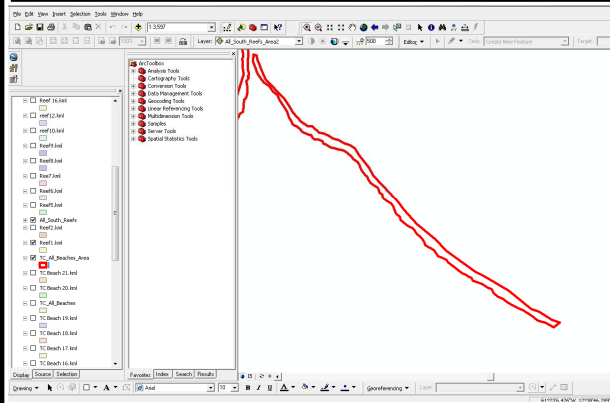 File Edit View Insert Selection Tools Window Help
1:3,597
Layer: All_South_Reefs_Area2 500 Editor Task: Create New Feature Target:
ArcToolbox
Analysis Tools
Cartography Tools
Conversion Tools
Data Management Tools
Geocoding Tools
Linear Referencing Tools
Multidimension Tools
Samples
Server Tools
Spatial Statistics Tools
Reef 16.kml
reef12.kml
reef10.kml
Reef9.kml
Reef8.kml
Ree7.kml
Reef6.kml
Reef5.kml
All_South_Reefs
Reef2.kml
Reef1.kml
TC_All_Beaches_Area
TC Beach 21.kml
TC Beach 20.kml
TC_All_Beaches
TC Beach 19.kml
TC Beach 18.kml
TC Beach 17.kml
TC Beach 16.kml
Display Source Selection
Favorites Index Search Results
Drawing A Arial 10 B I U A Georeferencing Layer: